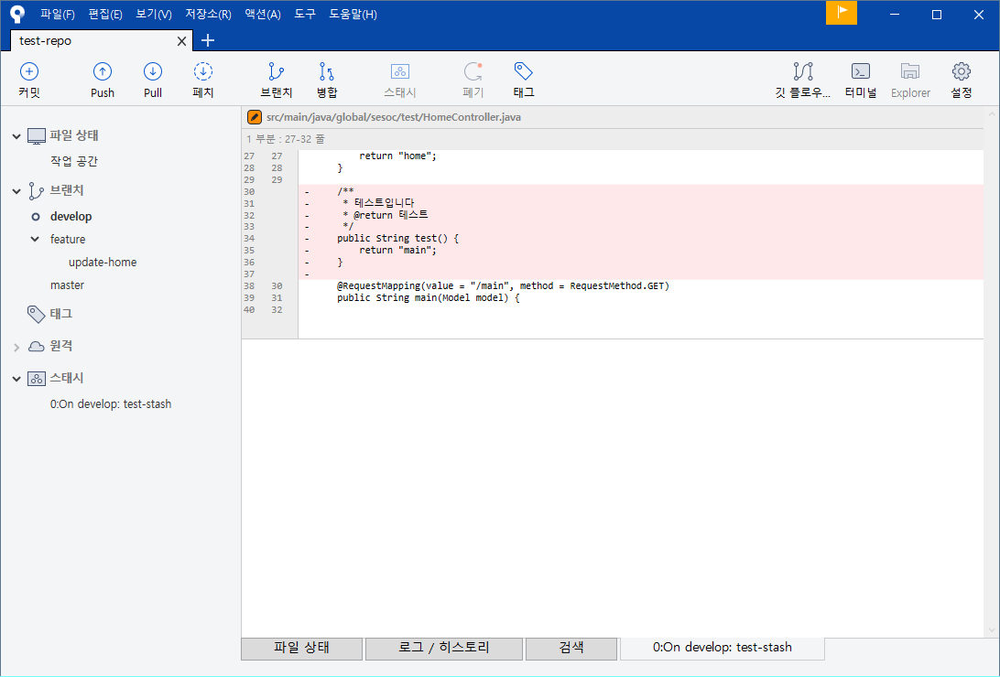 파일(F) 편집(E) 보기(V) 저장소(R) 액션(A) 도구 도움말(H)
test-repo
커밋 Push Pull 페치 브랜치 병합 스태시 폐기 태그 깃 플로우... 터미널 Explorer 설정
파일 상태
작업 공간
브랜치
develop
feature
update-home
master
태그
원격
스태시
0:On develop: test-stash
src/main/java/global/sesoc/test/HomeController.java
1 부분 : 27-32 줄
27 27 return "home";
28 28 }
29 29
30 - /**
31 - * 테스트입니다
32 - * @return 테스트
33 - */
34 - public String test() {
35 - return "main";
36 - }
37 -
38 30 @RequestMapping(value = "/main", method = RequestMethod.GET)
39 31 public String main(Model model) {
40 32
파일 상태 로그 / 히스토리 검색 0:On develop: test-stash